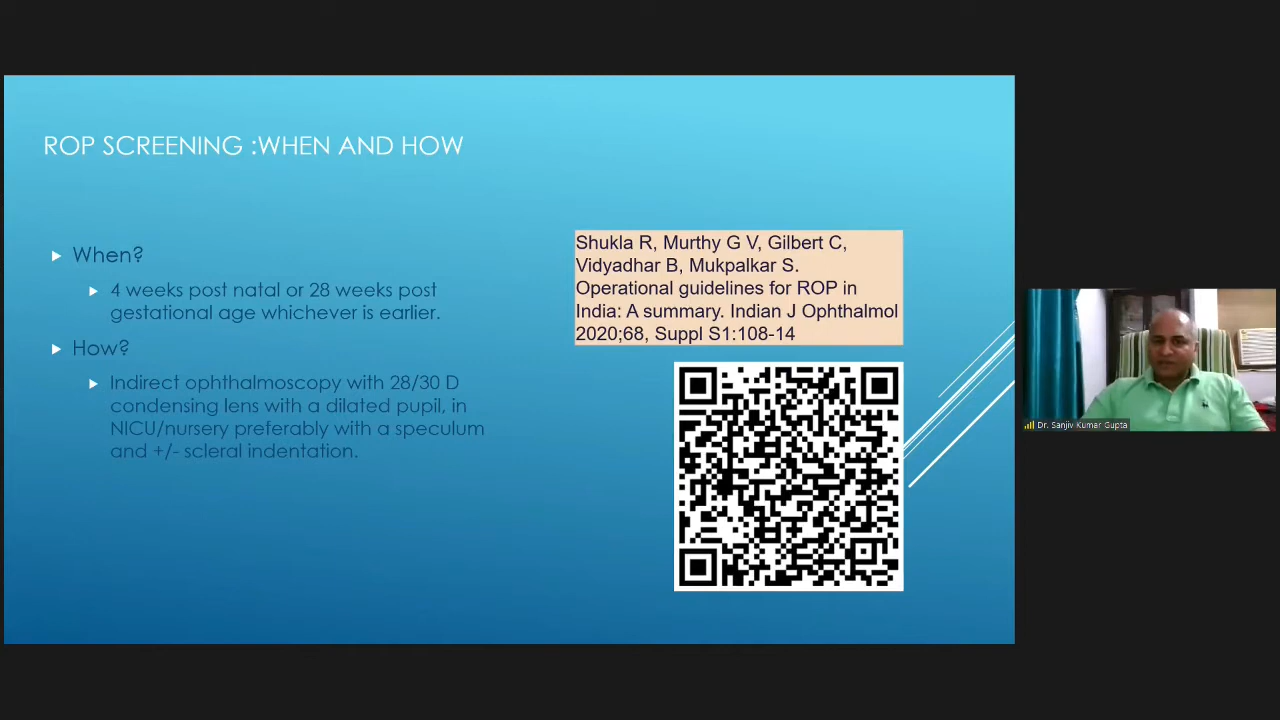 ROP SCREENING :WHEN AND HOW
When?
4 weeks post natal or 28 weeks post
gestational age whichever is earlier.
How?
Indirect ophthalmoscopy with 28/30 D
condensing lens with a dilated pupil, in
NICU/nursery preferably with a speculum
and +/- scleral indentation.
Shukla R, Murthy G V, Gilbert C,
Vidyadhar B, Mukpalkar S.
Operational guidelines for ROP in
India: A summary. Indian J Ophthalmol
2020;68, Suppl S1:108-14
Dr. Sanjiv Kumar Gupta